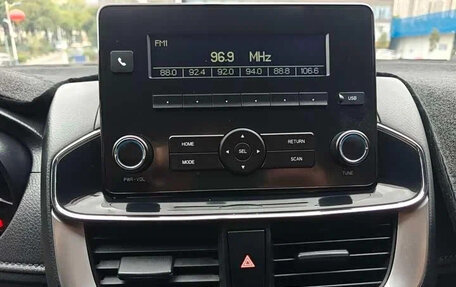 FM1
96.9 MHz
88.0 92.4 92.0 94.0 88.8 106.6
USB
HOME
RETURN
SEL
MODE
SCAN
PWR·VOL
TUNE